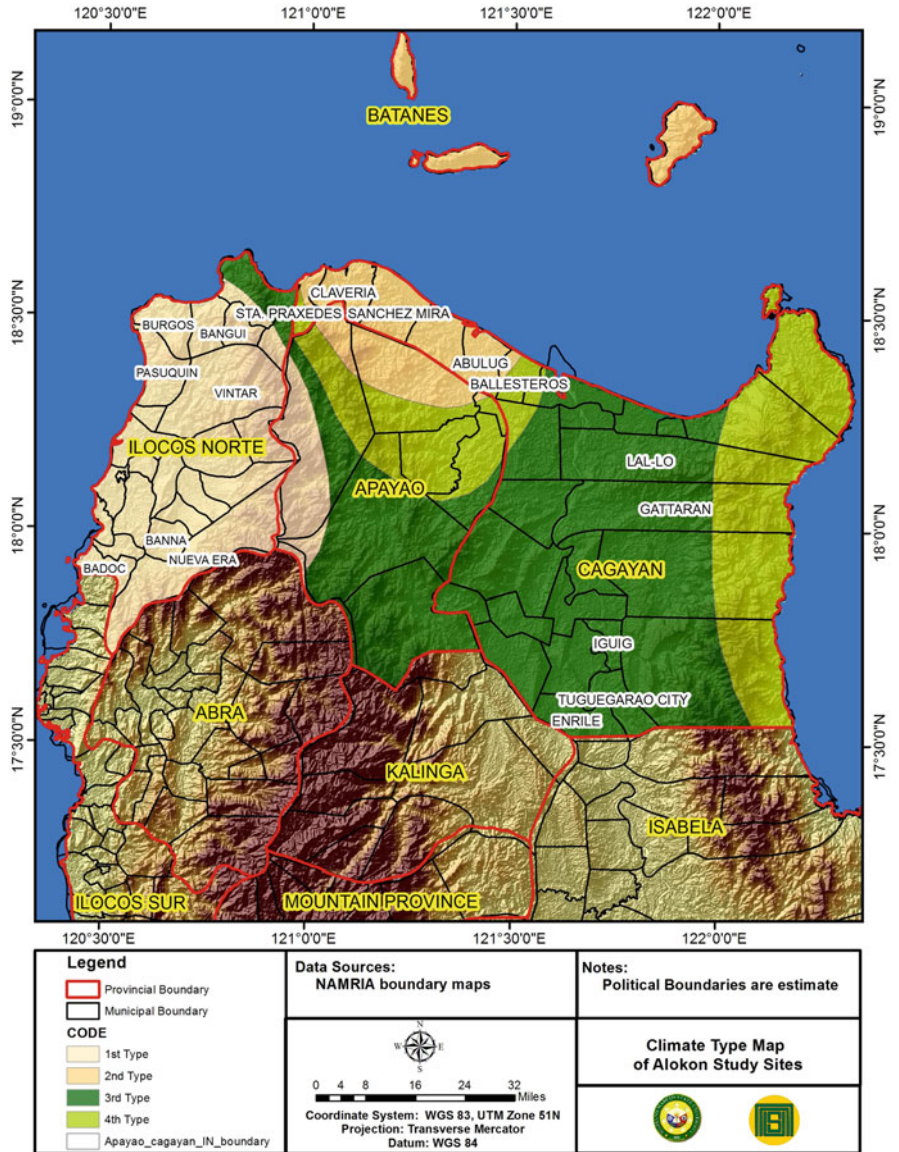 120°30'0"E 121°0'0"E 121°30'0"E 122°0'0"E
19°0'0"N
19°0'0"N
BATANES
CLAVERIA
18°30'0"N
STA. PRAXEDES SANCHEZ MIRA
18°30'0"N
BURGOS
BANGUI
ABULUG
PASUQUIN
BALLESTEROS
VINTAR
ILOCOS NORTE
LAL-LO
APAYAO
GATTARAN
18°0'0"N
18°0'0"N
BANNA
NUEVA ERA
BADOC
CAGAYAN
IGUIG
ABRA
TUGUEGARAO CITY
ENRILE
17°30'0"N
17°30'0"N
KALINGA
ISABELA
ILOCOS SUR
MOUNTAIN PROVINCE
120°30'0"E 121°0'0"E 121°30'0"E 122°0'0"E
Legend
Provincial Boundary
Municipal Boundary
CODE
1st Type
2nd Type
3rd Type
4th Type
Apayao_cagayan_IN_boundary
Data Sources:
NAMRIA boundary maps
N
W E
S
0 4 8 16 24 32
Miles
Coordinate System: WGS 83, UTM Zone 51N
Projection: Transverse Mercator
Datum: WGS 84
Notes:
Political Boundaries are estimate
Climate Type Map
of Alokon Study Sites